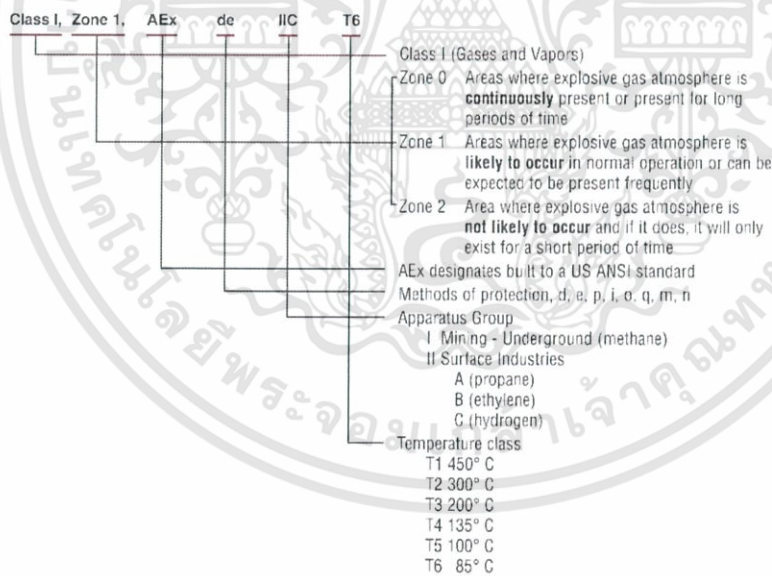 Class I, Zone 1, AEx de IIC T6
Class I (Gases and Vapors)
Zone 0 Areas where explosive gas atmosphere is
continuously present or present for long
periods of time
Zone 1 Areas where explosive gas atmosphere is
likely to occur in normal operation or can be
expected to be present frequently
Zone 2 Area where explosive gas atmosphere is
not likely to occur and if it does, it will only
exist for a short period of time
AEx designates built to a US ANSI standard
Methods of protection, d, e, p, i, o, q, m, n
Apparatus Group
I Mining - Underground (methane)
II Surface Industries
A (propane)
B (ethylene)
C (hydrogen)
Temperature class
T1 450° C
T2 300° C
T3 200° C
T4 135° C
T5 100° C
T6 85° C